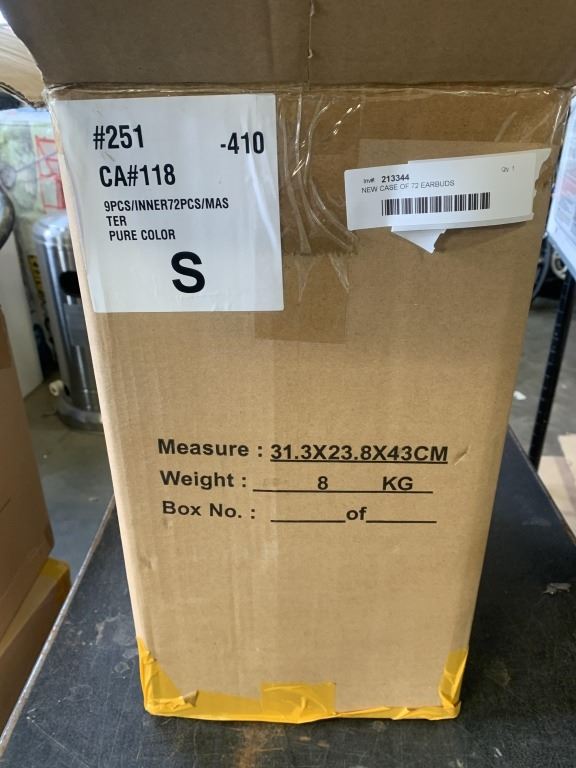 #251 -410
CA#118
9PCS/INNER72PCS/MAS
TER
PURE COLOR
S
Inv#: 213344 Qty 1
NEW CASE OF 72 EARBUDS
Measure : 31.3X23.8X43CM
Weight : 8 KG
Box No. : ______of______